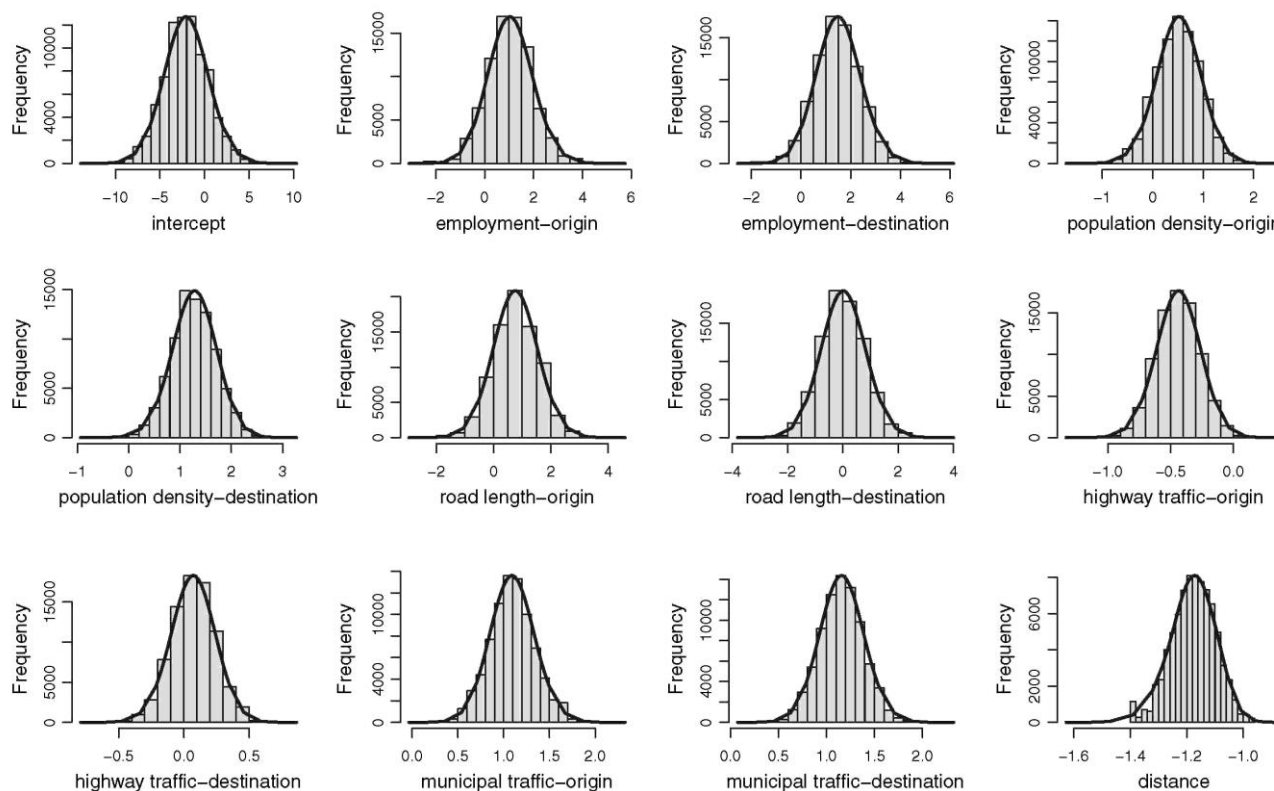 Frequency
0 4000 10000
−10 −5 0 5 10
intercept
Frequency
0 5000 15000
−2 0 2 4 6
employment−origin
Frequency
0 5000 15000
−2 0 2 4 6
employment−destination
Frequency
0 4000 10000
−1 0 1 2
population density−origin
Frequency
0 5000 15000
−1 0 1 2 3
population density−destination
Frequency
0 5000 15000
−2 0 2 4
road length−origin
Frequency
0 5000 15000
−4 −2 0 2 4
road length−destination
Frequency
0 5000 15000
−1.0 −0.5 0.0
highway traffic−origin
Frequency
0 5000 15000
−0.5 0.0 0.5
highway traffic−destination
Frequency
0 4000 10000
0.0 0.5 1.0 1.5 2.0
municipal traffic−origin
Frequency
0 4000 10000
0.0 0.5 1.0 1.5 2.0
municipal traffic−destination
Frequency
0 2000 6000
−1.6 −1.4 −1.2 −1.0
distance